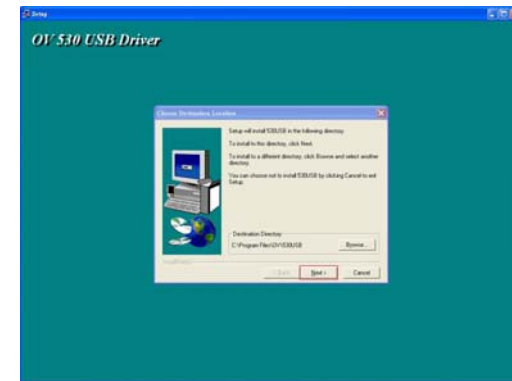 Setup
OV 530 USB Driver
Choose Destination Location
Setup will install 530USB in the following directory.
To install to this directory, click Next.
To install to a different directory, click Browse and select another
directory.
You can choose not to install 530USB by clicking Cancel to exit
Setup.
Destination Directory
C:\Program Files\OV\530USB
Browse...
InstallShield
< Back
Next >
Cancel